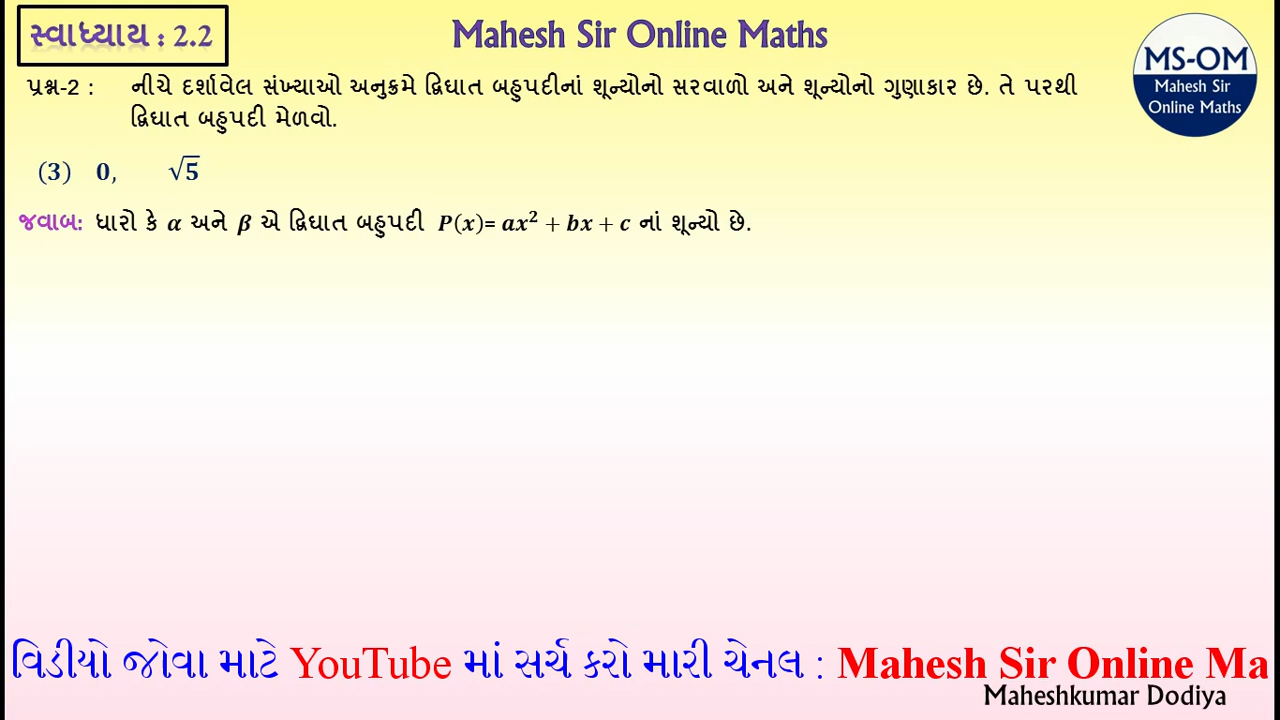 સ્વાધ્યાય : 2.2
Mahesh Sir Online Maths
MS-OM
Mahesh Sir
Online Maths
પ્રશ્ન-2 : નીચે દર્શાવેલ સંખ્યાઓ અનુક્રમે દ્વિઘાત બહુપદીનાં શૂન્યોનો સરવાળો અને શૂન્યોનો ગુણાકાર છે. તે પરથી
દ્વિઘાત બહુપદી મેળવો.
(3) 0, √5
જવાબ: ધારો કે α અને β એ દ્વિઘાત બહુપદી P(x)= ax² + bx + c નાં શૂન્યો છે.
વિડીયો જોવા માટે YouTube માં સર્ચ કરો મારી ચેનલ : Mahesh Sir Online Ma
Maheshkumar Dodiya